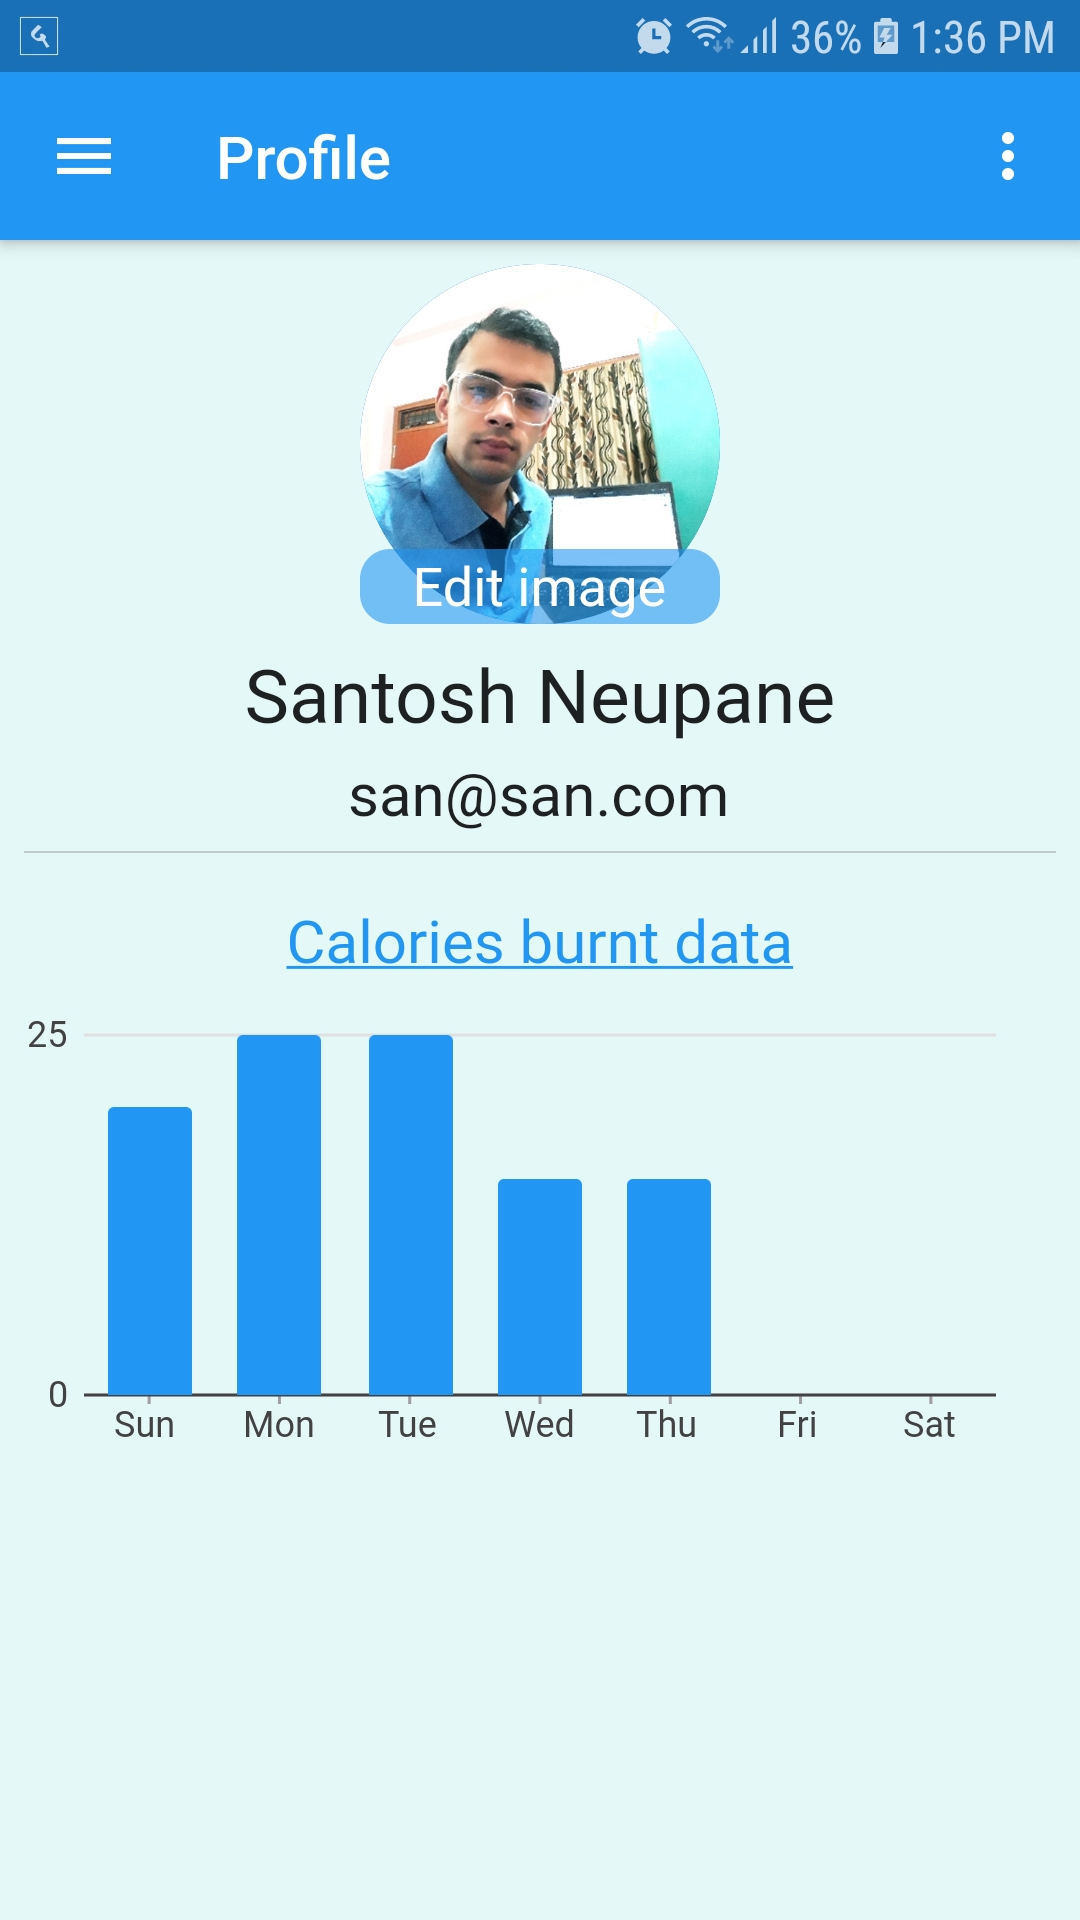 36% 1:36 PM
Profile
Edit image
Santosh Neupane
san@san.com
Calories burnt data
25
0
Sun Mon Tue Wed Thu Fri Sat